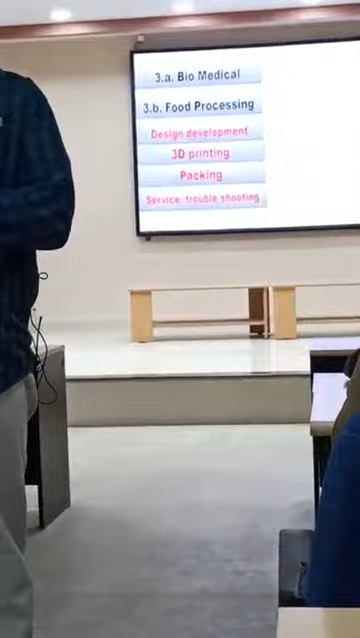 3.a. Bio Medical
3.b. Food Processing
Design development
3D printing
Packing
Service: trouble shooting